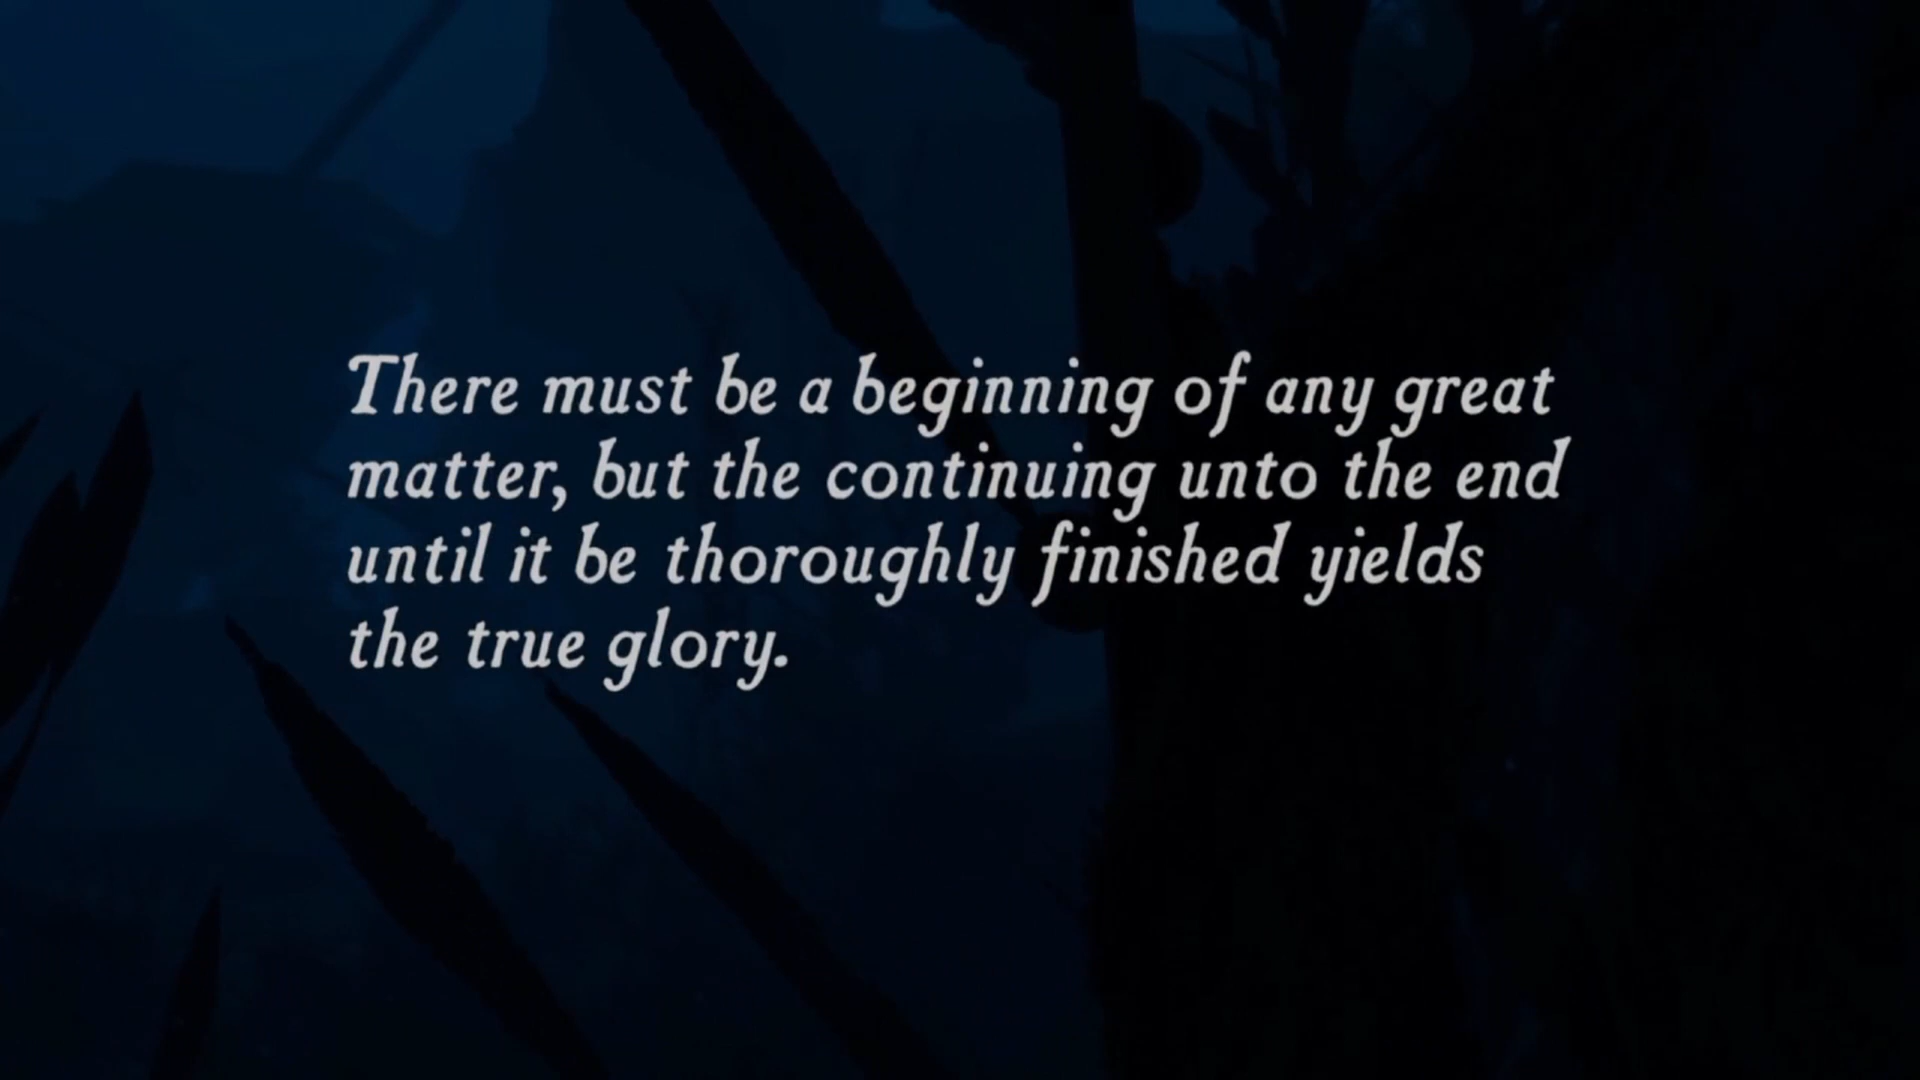 There must be a beginning of any great
matter, but the continuing unto the end
until it be thoroughly finished yields
the true glory.